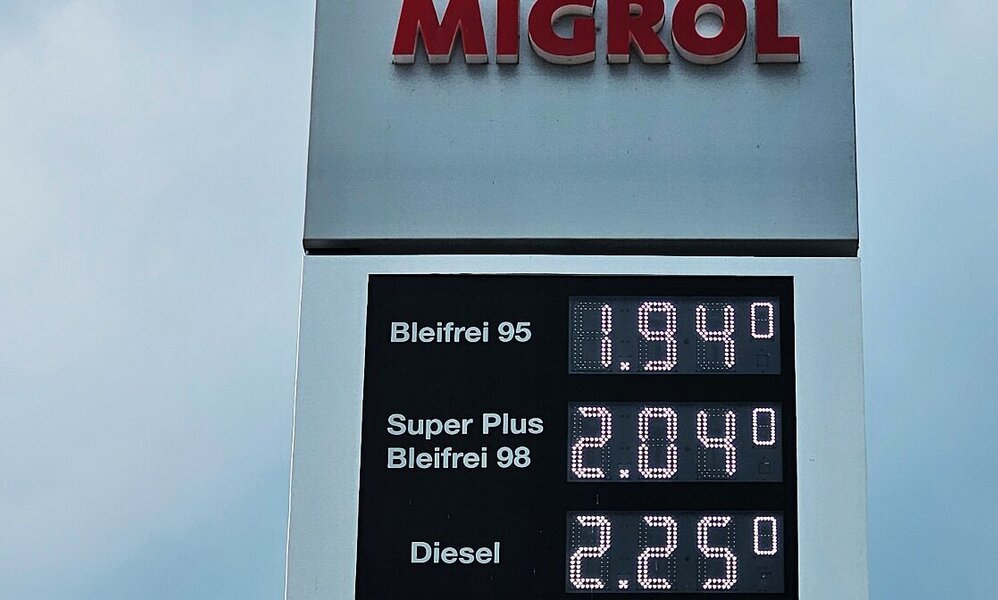 MIGROL
Bleifrei 95 1.94⁰
Super Plus
Bleifrei 98 2.04⁰
Diesel 2.25⁰